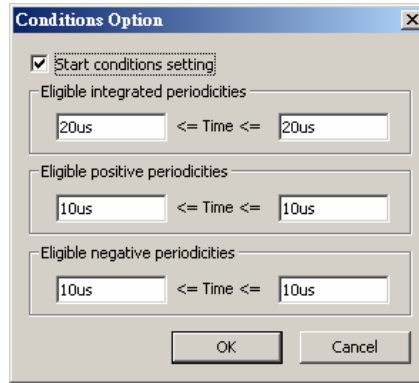 Conditions Option
Start conditions setting
Eligible integrated periodicities
20us <= Time <= 20us
Eligible positive periodicities
10us <= Time <= 10us
Eligible negative periodicities
10us <= Time <= 10us
OK Cancel